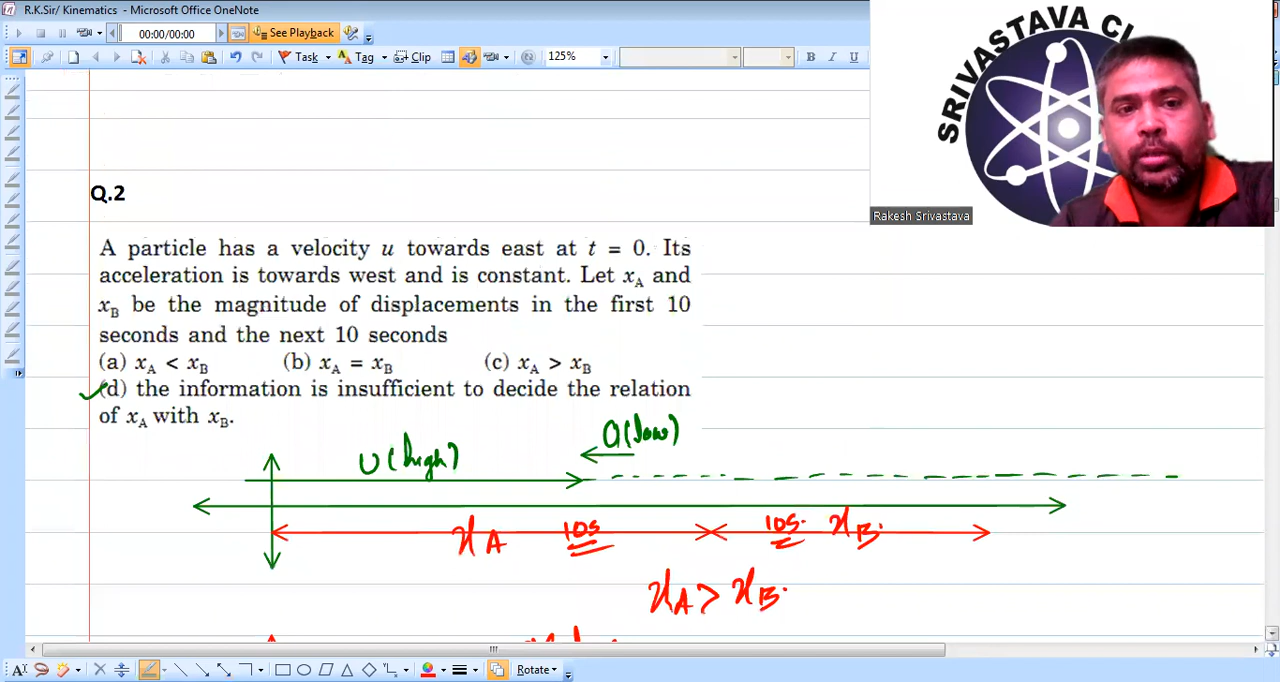 R.K.Sir/ Kinematics - Microsoft Office OneNote
00:00/00:00 See Playback
Task Tag Clip 125% B I U
SRIVASTAVA CL
Rakesh Srivastava
Q.2
A particle has a velocity u towards east at t = 0. Its
acceleration is towards west and is constant. Let xA and
xB be the magnitude of displacements in the first 10
seconds and the next 10 seconds
(a) xA < xB (b) xA = xB (c) xA > xB
(d) the information is insufficient to decide the relation
of xA with xB.
U(high) a(low)
xA 10s 10s. xB.
xA > xB.
Rotate